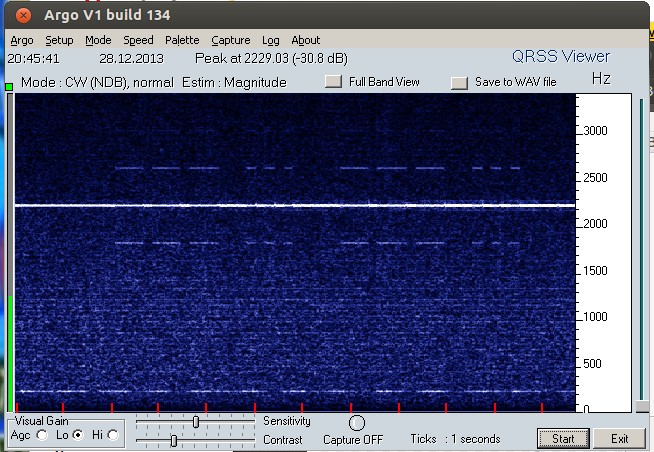 Argo V1 build 134
Argo Setup Mode Speed Palette Capture Log About
20:45:41 28.12.2013 Peak at 2229.03 (-30.8 dB) QRSS Viewer
Mode : CW (NDB), normal Estim : Magnitude Full Band View Save to WAV file Hz
3000
2500
2000
1500
1000
500
0
Visual Gain
Agc Lo Hi
Sensitivity
Contrast
Capture OFF
Ticks : 1 seconds
Start
Exit